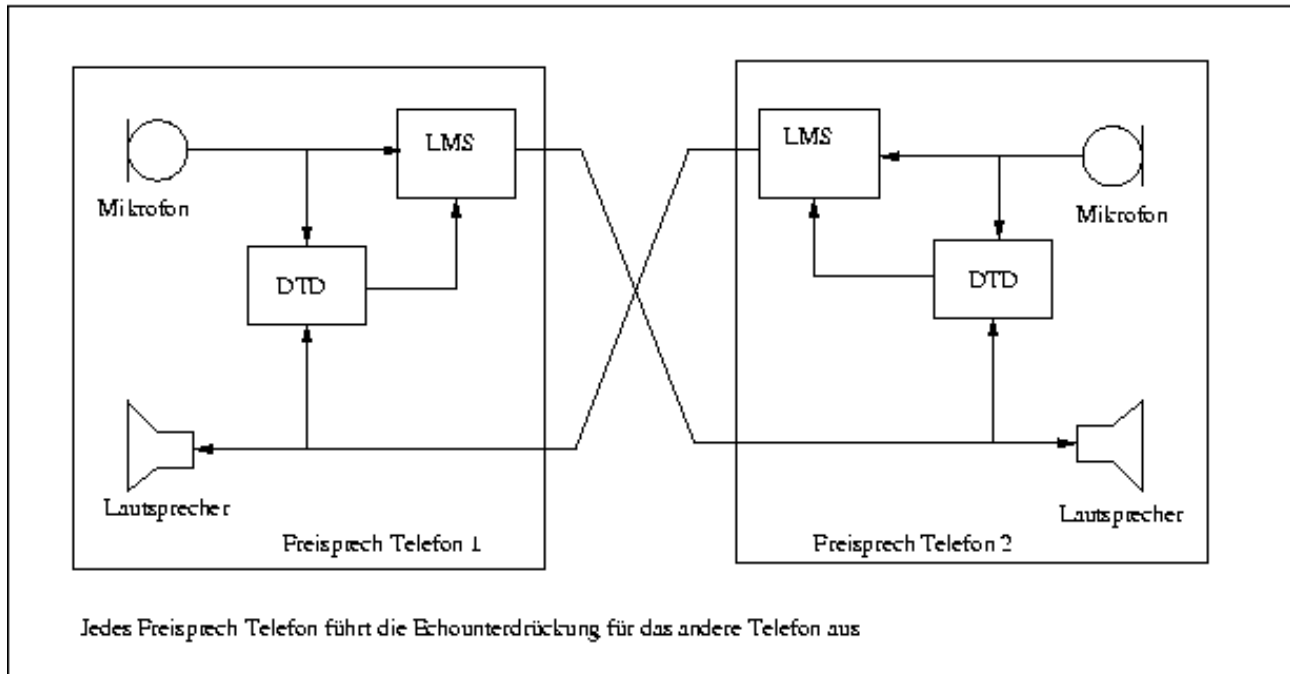 LMS
Mikrofon
DTD
Lautsprecher
Freisprech Telefon 1
LMS
Mikrofon
DTD
Lautsprecher
Freisprech Telefon 2
Jedes Freisprech Telefon führt die Echounterdrückung für das andere Telefon aus